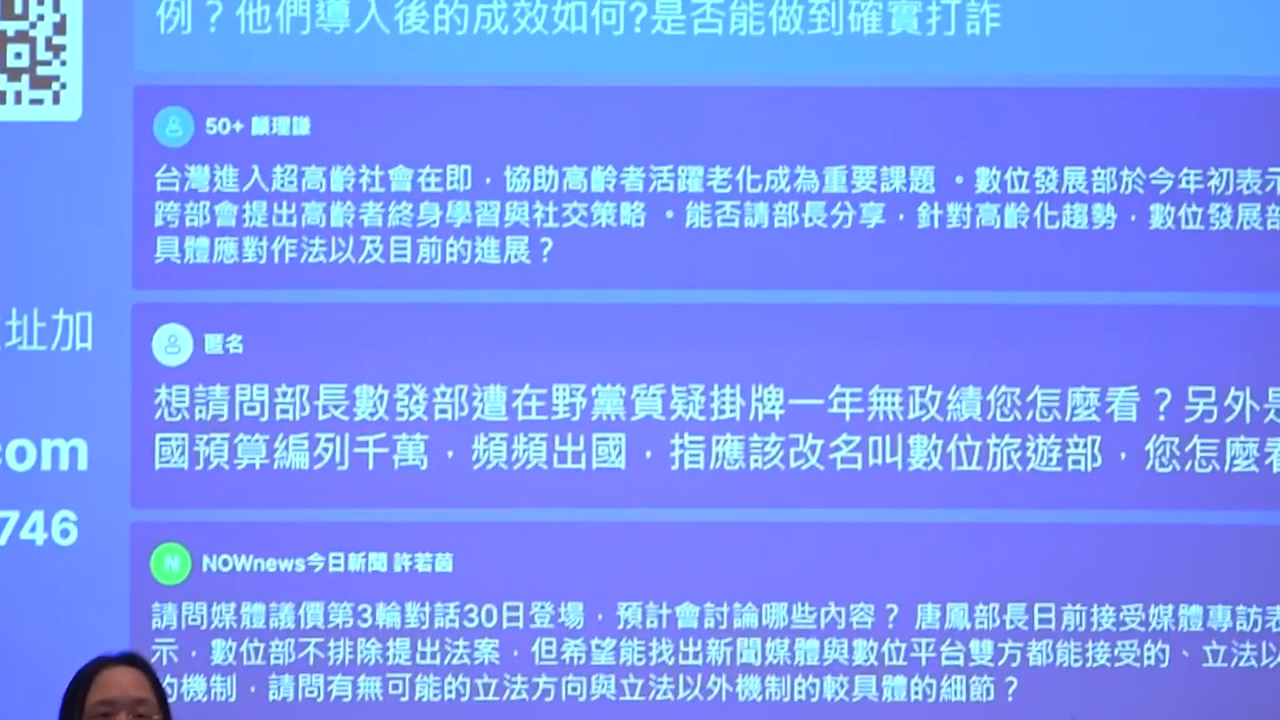 例？他們導入後的成效如何?是否能做到確實打詐
50+ 顏理謙
台灣進入超高齡社會在即，協助高齡者活躍老化成為重要課題 。數位發展部於今年初表示
跨部會提出高齡者終身學習與社交策略 。能否請部長分享，針對高齡化趨勢，數位發展部
具體應對作法以及目前的進展？
址加
匿名
想請問部長數發部遭在野黨質疑掛牌一年無政績您怎麼看？另外是
國預算編列千萬，頻頻出國，指應該改名叫數位旅遊部，您怎麼看
com
746
N
NOWnews今日新聞 許若茵
請問媒體議價第3輪對話30日登場，預計會討論哪些內容？ 唐鳳部長日前接受媒體專訪表
示，數位部不排除提出法案，但希望能找出新聞媒體與數位平台雙方都能接受的、立法以
的機制，請問有無可能的立法方向與立法以外機制的較具體的細節？